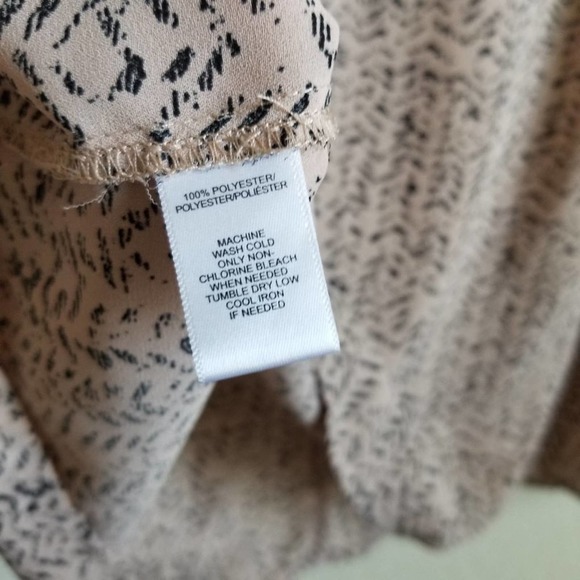 100% POLYESTER/
POLYESTER/POLIÉSTER
MACHINE
WASH COLD
ONLY NON-
CHLORINE BLEACH
WHEN NEEDED
TUMBLE DRY LOW
COOL IRON
IF NEEDED